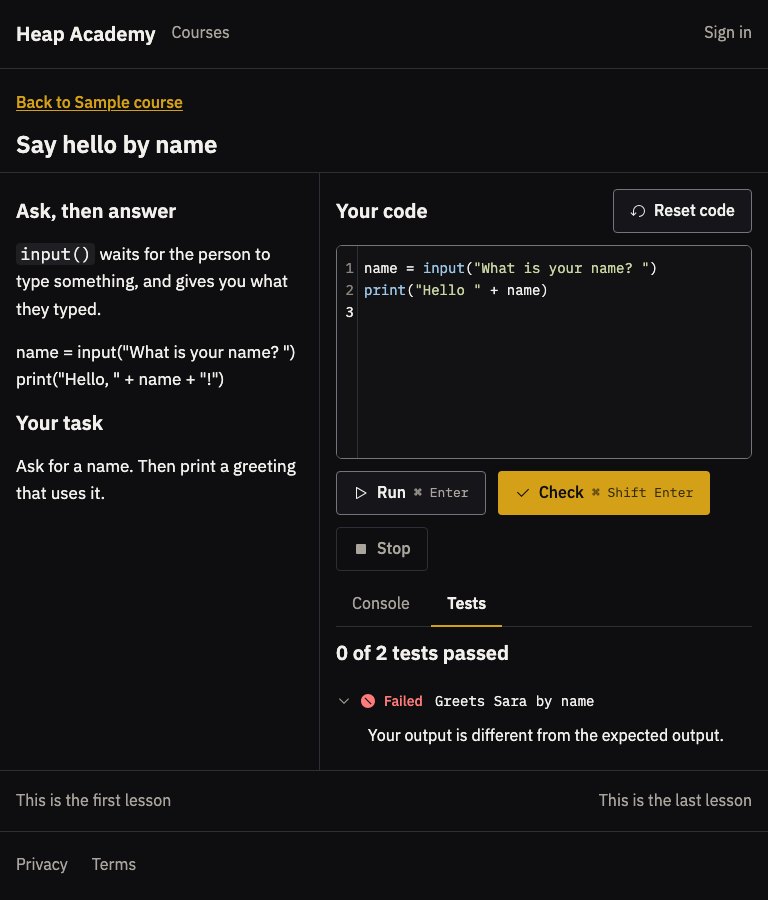 Heap Academy Courses Sign in
Back to Sample course
Say hello by name
Ask, then answer
input() waits for the person to
type something, and gives you what
they typed.
name = input("What is your name? ")
print("Hello, " + name + "!")
Your task
Ask for a name. Then print a greeting
that uses it.
Your code
Reset code
1 name = input("What is your name? ")
2 print("Hello " + name)
3
Run ⌘ Enter
Check ⌘ Shift Enter
Stop
Console Tests
0 of 2 tests passed
Failed Greets Sara by name
Your output is different from the expected output.
This is the first lesson
This is the last lesson
Privacy Terms